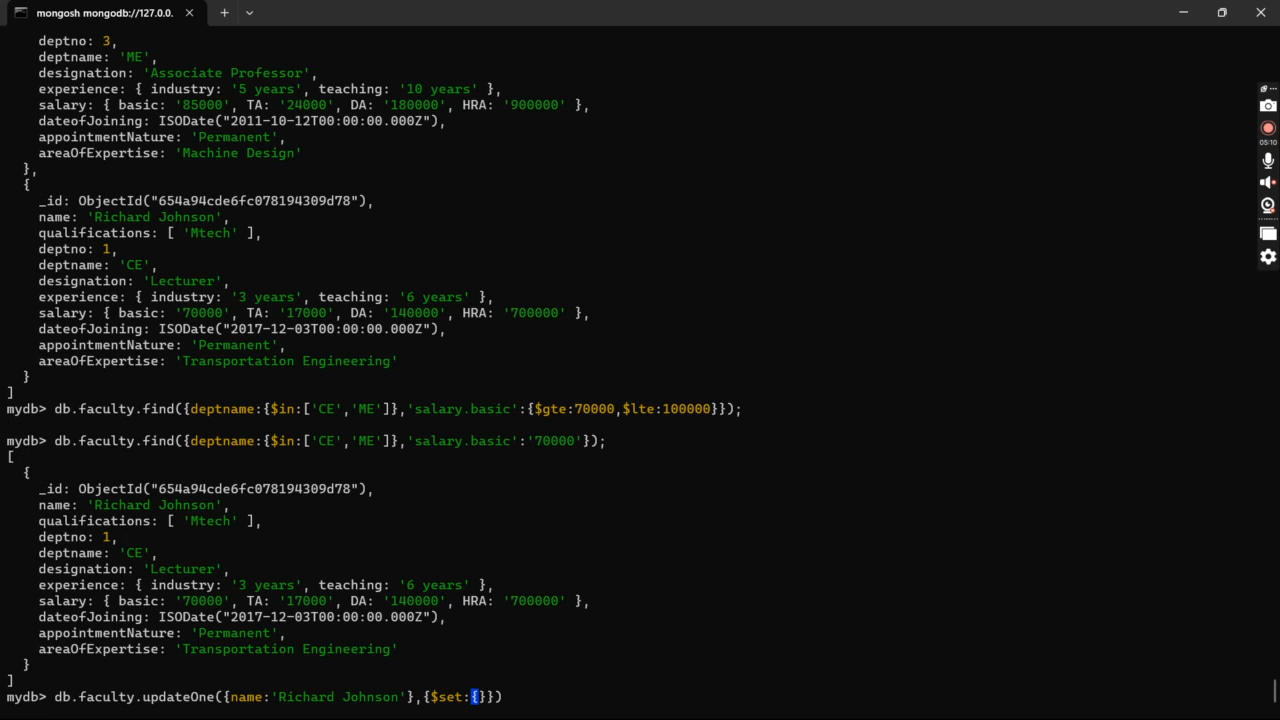 mongosh mongodb://127.0.0.
deptno: 3,
deptname: 'ME',
designation: 'Associate Professor',
experience: { industry: '5 years', teaching: '10 years' },
salary: { basic: '85000', TA: '24000', DA: '180000', HRA: '900000' },
dateofJoining: ISODate("2011-10-12T00:00:00.000Z"),
appointmentNature: 'Permanent',
areaOfExpertise: 'Machine Design'
},
{
_id: ObjectId("654a94cde6fc078194309d78"),
name: 'Richard Johnson',
qualifications: [ 'Mtech' ],
deptno: 1,
deptname: 'CE',
designation: 'Lecturer',
experience: { industry: '3 years', teaching: '6 years' },
salary: { basic: '70000', TA: '17000', DA: '140000', HRA: '700000' },
dateofJoining: ISODate("2017-12-03T00:00:00.000Z"),
appointmentNature: 'Permanent',
areaOfExpertise: 'Transportation Engineering'
}
]
mydb> db.faculty.find({deptname:{$in:['CE','ME']},'salary.basic':{$gte:70000,$lte:100000}});
mydb> db.faculty.find({deptname:{$in:['CE','ME']},'salary.basic':'70000'});
[
{
_id: ObjectId("654a94cde6fc078194309d78"),
name: 'Richard Johnson',
qualifications: [ 'Mtech' ],
deptno: 1,
deptname: 'CE',
designation: 'Lecturer',
experience: { industry: '3 years', teaching: '6 years' },
salary: { basic: '70000', TA: '17000', DA: '140000', HRA: '700000' },
dateofJoining: ISODate("2017-12-03T00:00:00.000Z"),
appointmentNature: 'Permanent',
areaOfExpertise: 'Transportation Engineering'
}
]
mydb> db.faculty.updateOne({name:'Richard Johnson'},{$set:{}})
05:10